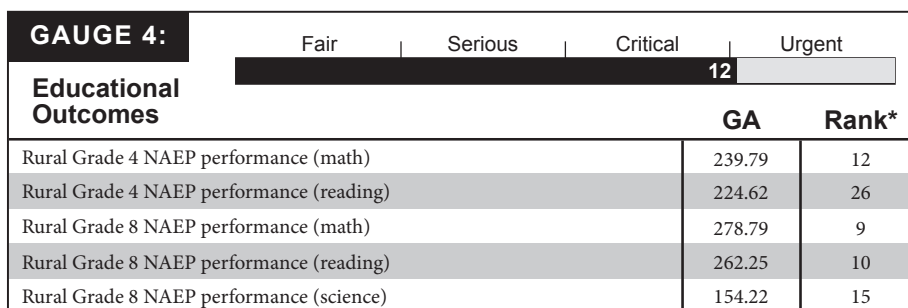 GAUGE 4:
Fair Serious Critical Urgent
12
Educational
Outcomes
GA Rank*
Rural Grade 4 NAEP performance (math) 239.79 12
Rural Grade 4 NAEP performance (reading) 224.62 26
Rural Grade 8 NAEP performance (math) 278.79 9
Rural Grade 8 NAEP performance (reading) 262.25 10
Rural Grade 8 NAEP performance (science) 154.22 15